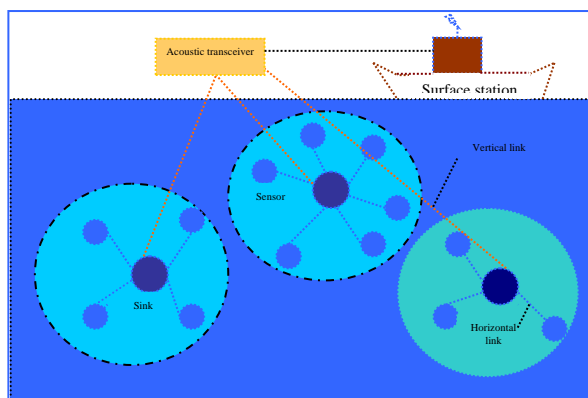 Acoustic transceiver
Surface station
Vertical link
Sensor
Sink
Horizontal
link